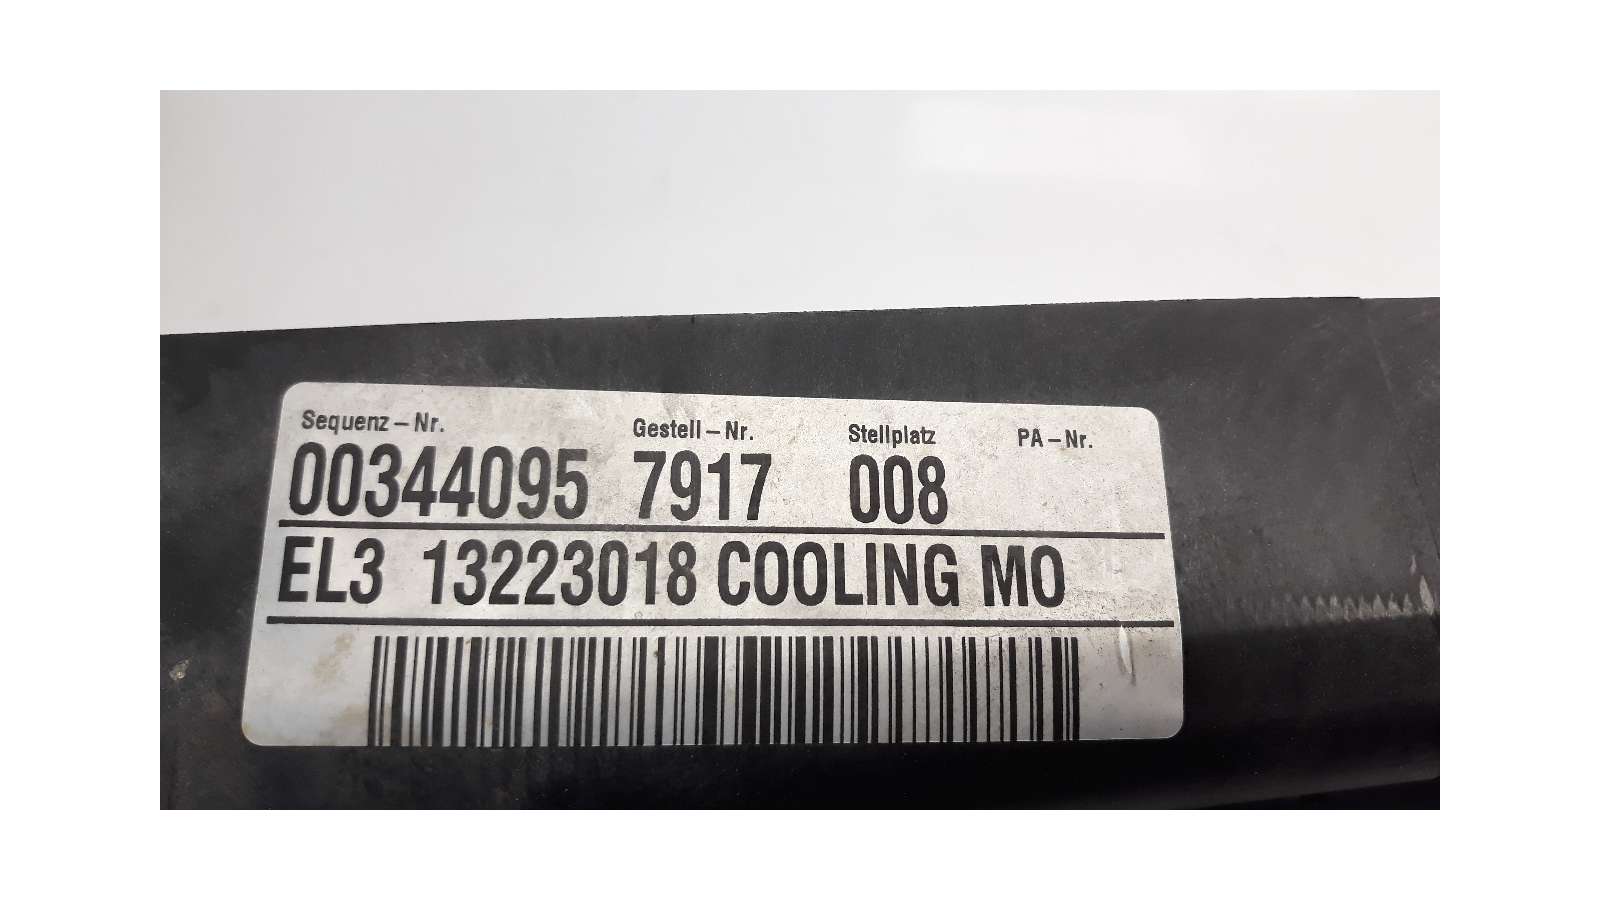 Sequenz-Nr. Gestell-Nr. Stellplatz PA-Nr.
00344095 7917 008
EL3 13223018 COOLING MO